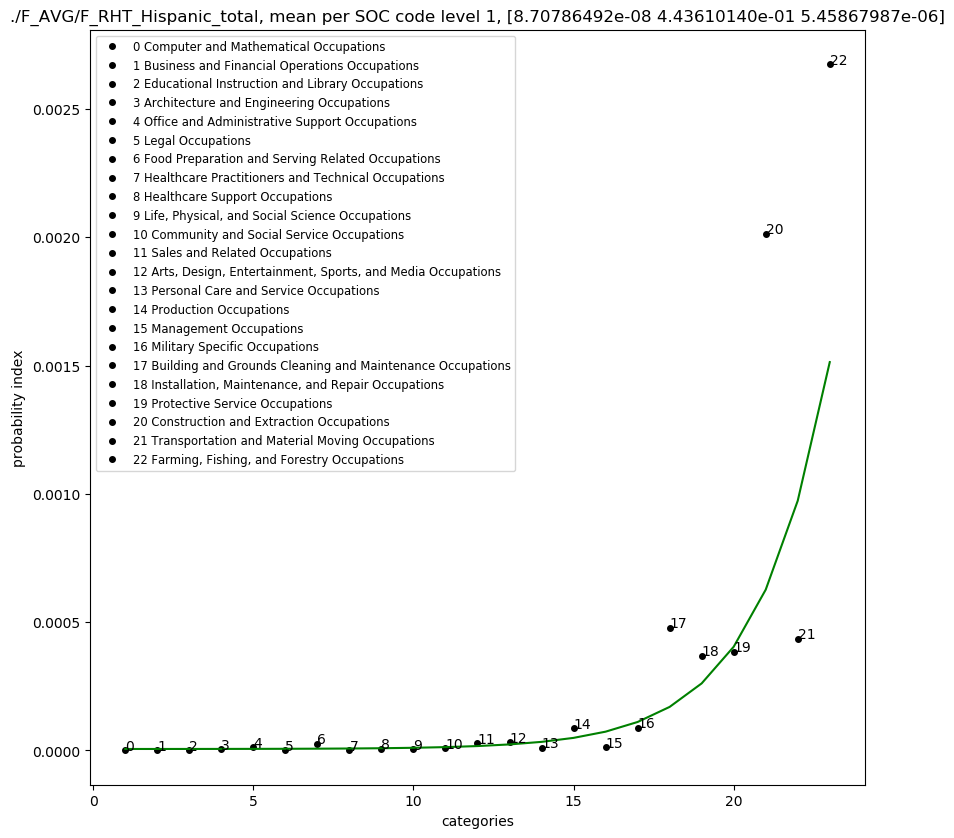 ./F_AVG/F_RHT_Hispanic_total, mean per SOC code level 1, [8.70786492e-08 4.43610140e-01 5.45867987e-06]
0 Computer and Mathematical Occupations
1 Business and Financial Operations Occupations
2 Educational Instruction and Library Occupations
3 Architecture and Engineering Occupations
4 Office and Administrative Support Occupations
5 Legal Occupations
6 Food Preparation and Serving Related Occupations
7 Healthcare Practitioners and Technical Occupations
8 Healthcare Support Occupations
9 Life, Physical, and Social Science Occupations
10 Community and Social Service Occupations
11 Sales and Related Occupations
12 Arts, Design, Entertainment, Sports, and Media Occupations
13 Personal Care and Service Occupations
14 Production Occupations
15 Management Occupations
16 Military Specific Occupations
17 Building and Grounds Cleaning and Maintenance Occupations
18 Installation, Maintenance, and Repair Occupations
19 Protective Service Occupations
20 Construction and Extraction Occupations
21 Transportation and Material Moving Occupations
22 Farming, Fishing, and Forestry Occupations
probability index
0.0025
0.0020
0.0015
0.0010
0.0005
0.0000
0
1
2
3
4
5
6
7
8
9
10
11
12
13
14
15
16
17
18
19
20
21
22
0
5
10
15
20
categories